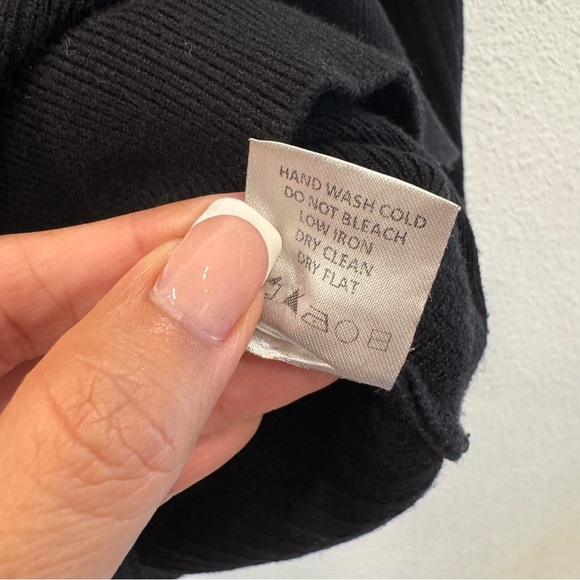 HAND WASH COLD
DO NOT BLEACH
LOW IRON
DRY CLEAN
DRY FLAT